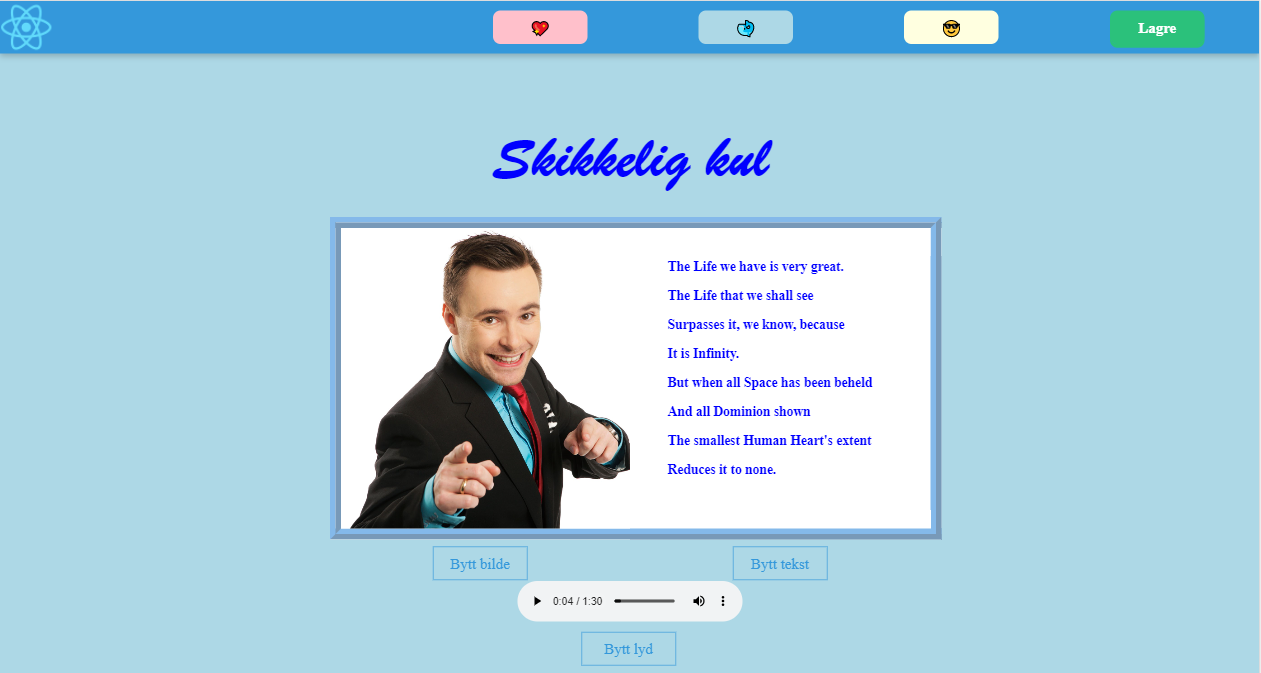 Lagre
Skikkelig kul
The Life we have is very great.
The Life that we shall see
Surpasses it, we know, because
It is Infinity.
But when all Space has been beheld
And all Dominion shown
The smallest Human Heart's extent
Reduces it to none.
Bytt bilde
Bytt tekst
0:04 / 1:30
Bytt lyd